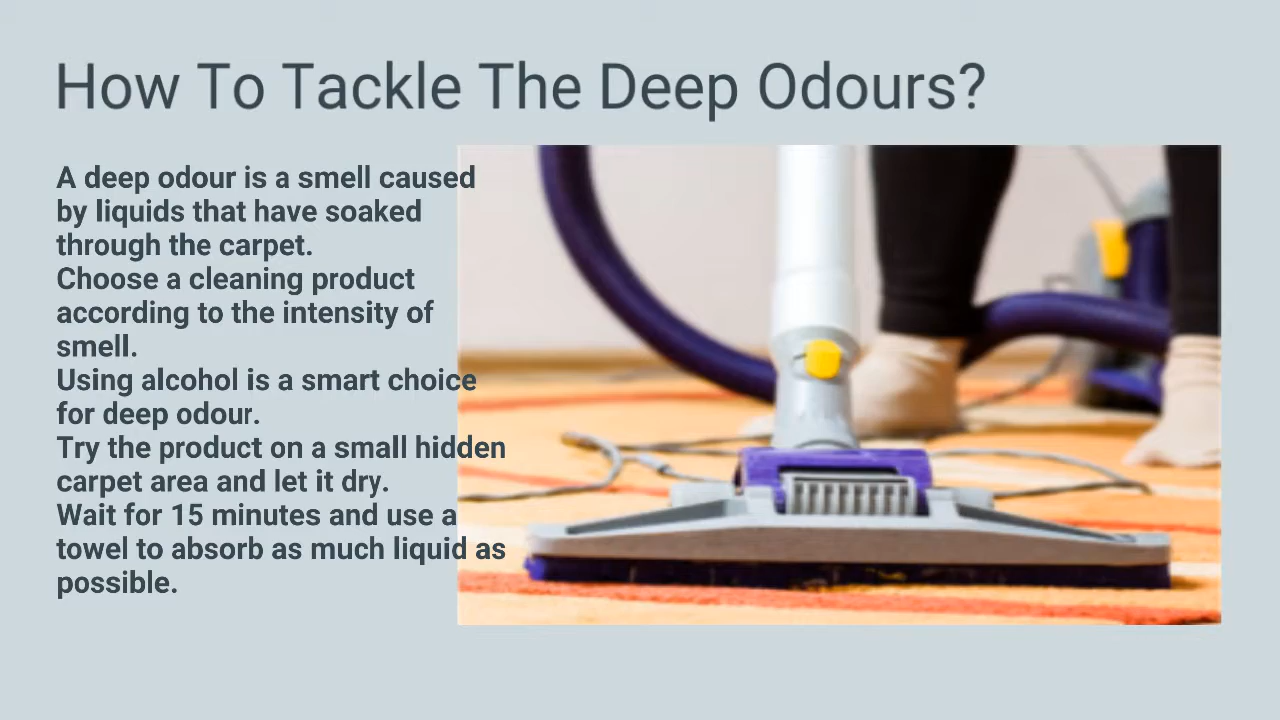 How To Tackle The Deep Odours?
A deep odour is a smell caused
by liquids that have soaked
through the carpet.
Choose a cleaning product
according to the intensity of
smell.
Using alcohol is a smart choice
for deep odour.
Try the product on a small hidden
carpet area and let it dry.
Wait for 15 minutes and use a
towel to absorb as much liquid as
possible.